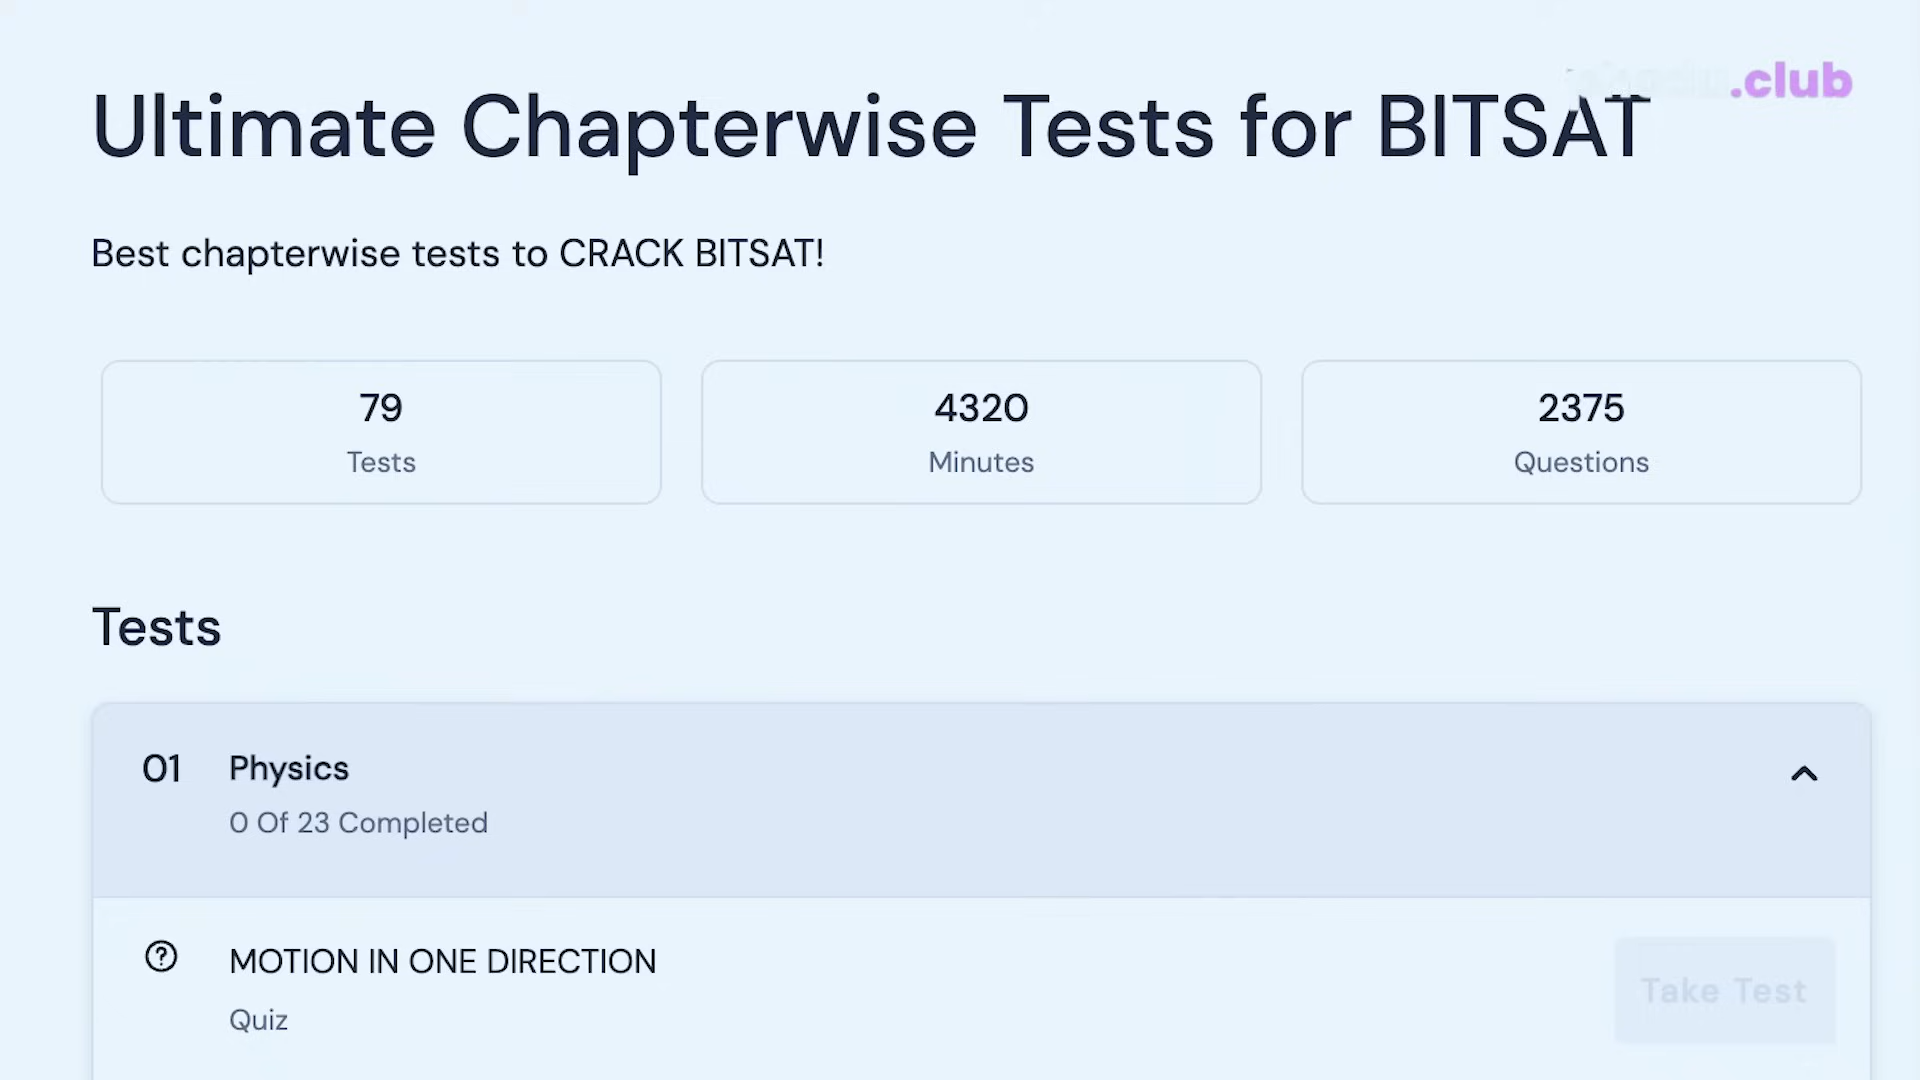 .club
Ultimate Chapterwise Tests for BITSAT
Best chapterwise tests to CRACK BITSAT!
79
Tests
4320
Minutes
2375
Questions
Tests
01 Physics
0 Of 23 Completed
MOTION IN ONE DIRECTION
Quiz
Take Test